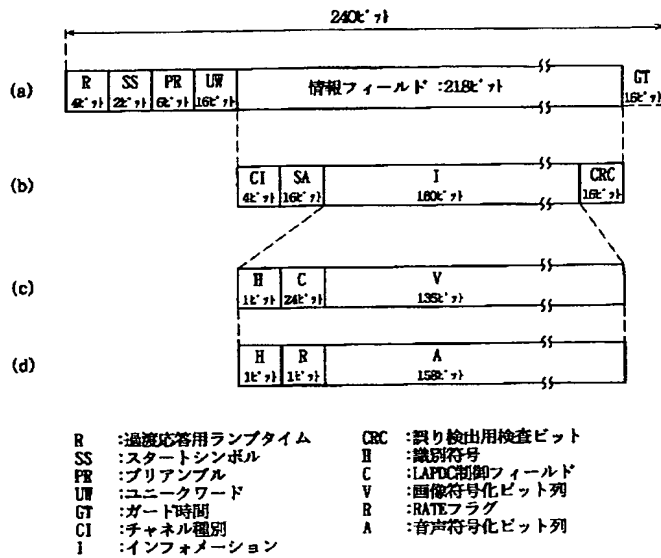 240ビット
(a)
R
4ビット
SS
2ビット
PR
6ビット
UW
16ビット
情報フィールド:218ビット
GT
16ビット
(b)
CI
4ビット
SA
16ビット
I
160ビット
CRC
16ビット
(c)
H
1ビット
C
24ビット
V
135ビット
(d)
H
1ビット
R
1ビット
A
158ビット
R :過渡応答用ランプタイム
SS :スタートシンボル
PR :プリアンブル
UW :ユニークワード
GT :ガード時間
CI :チャネル種別
I :インフォメーション
CRC :誤り検出用検査ビット
H :識別符号
C :LAPDC制御フィールド
V :画像符号化ビット列
R :RATEフラグ
A :音声符号化ビット列